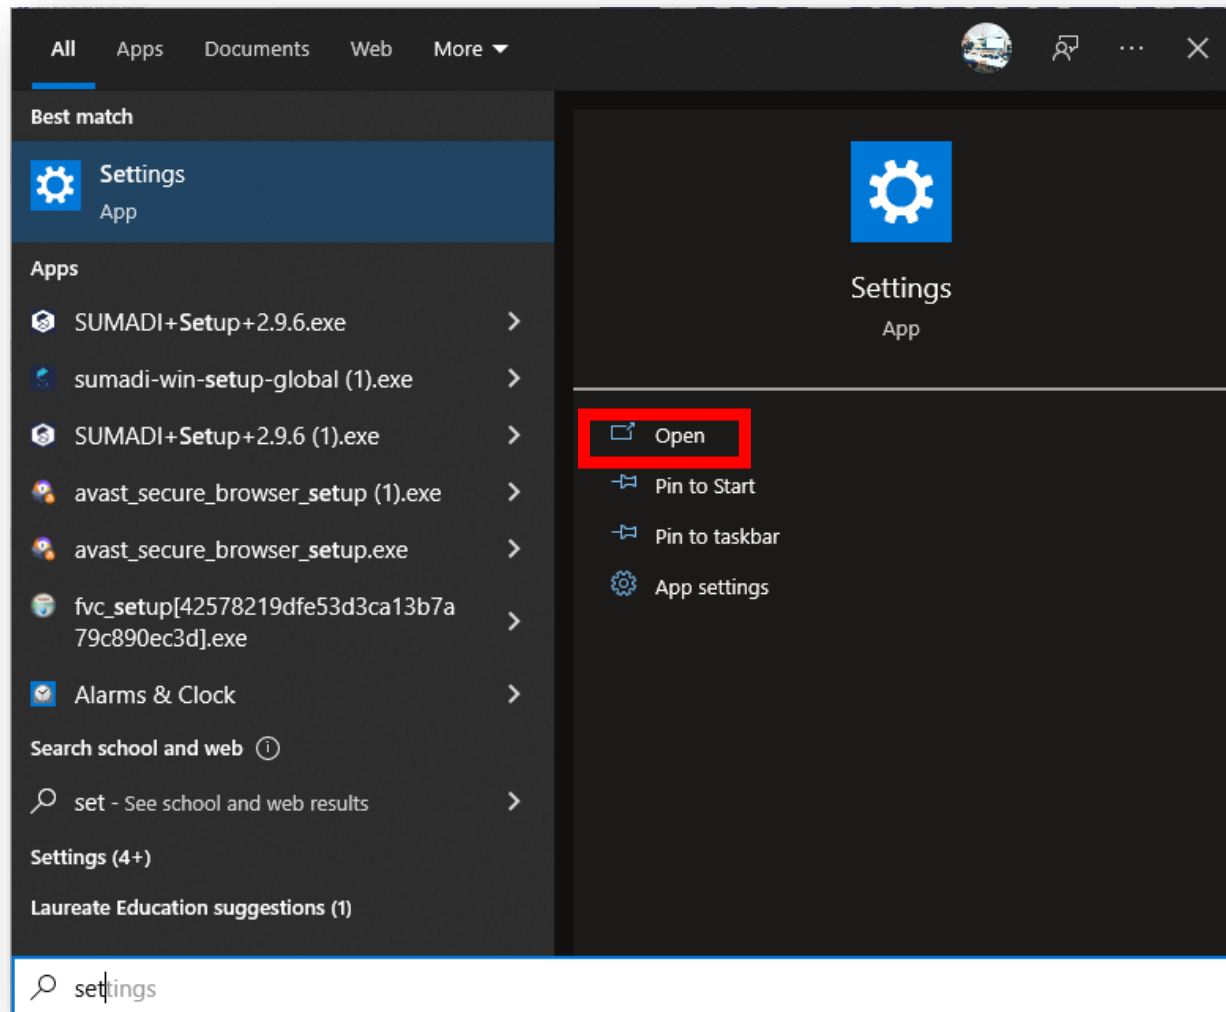 All Apps Documents Web More
Best match
Settings
App
Apps
SUMADI+Setup+2.9.6.exe
sumadi-win-setup-global (1).exe
SUMADI+Setup+2.9.6 (1).exe
avast_secure_browser_setup (1).exe
avast_secure_browser_setup.exe
fvc_setup[42578219dfe53d3ca13b7a
79c890ec3d].exe
Alarms & Clock
Search school and web
set - See school and web results
Settings (4+)
Laureate Education suggestions (1)
Settings
App
Open
Pin to Start
Pin to taskbar
App settings
settings